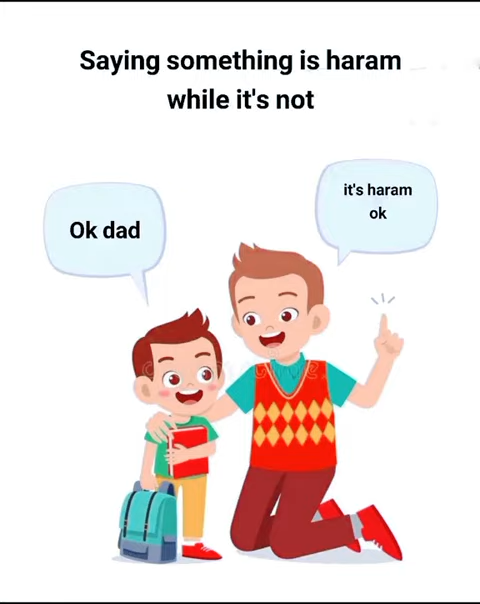 Saying something is haram
while it's not
it's haram
ok
Ok dad